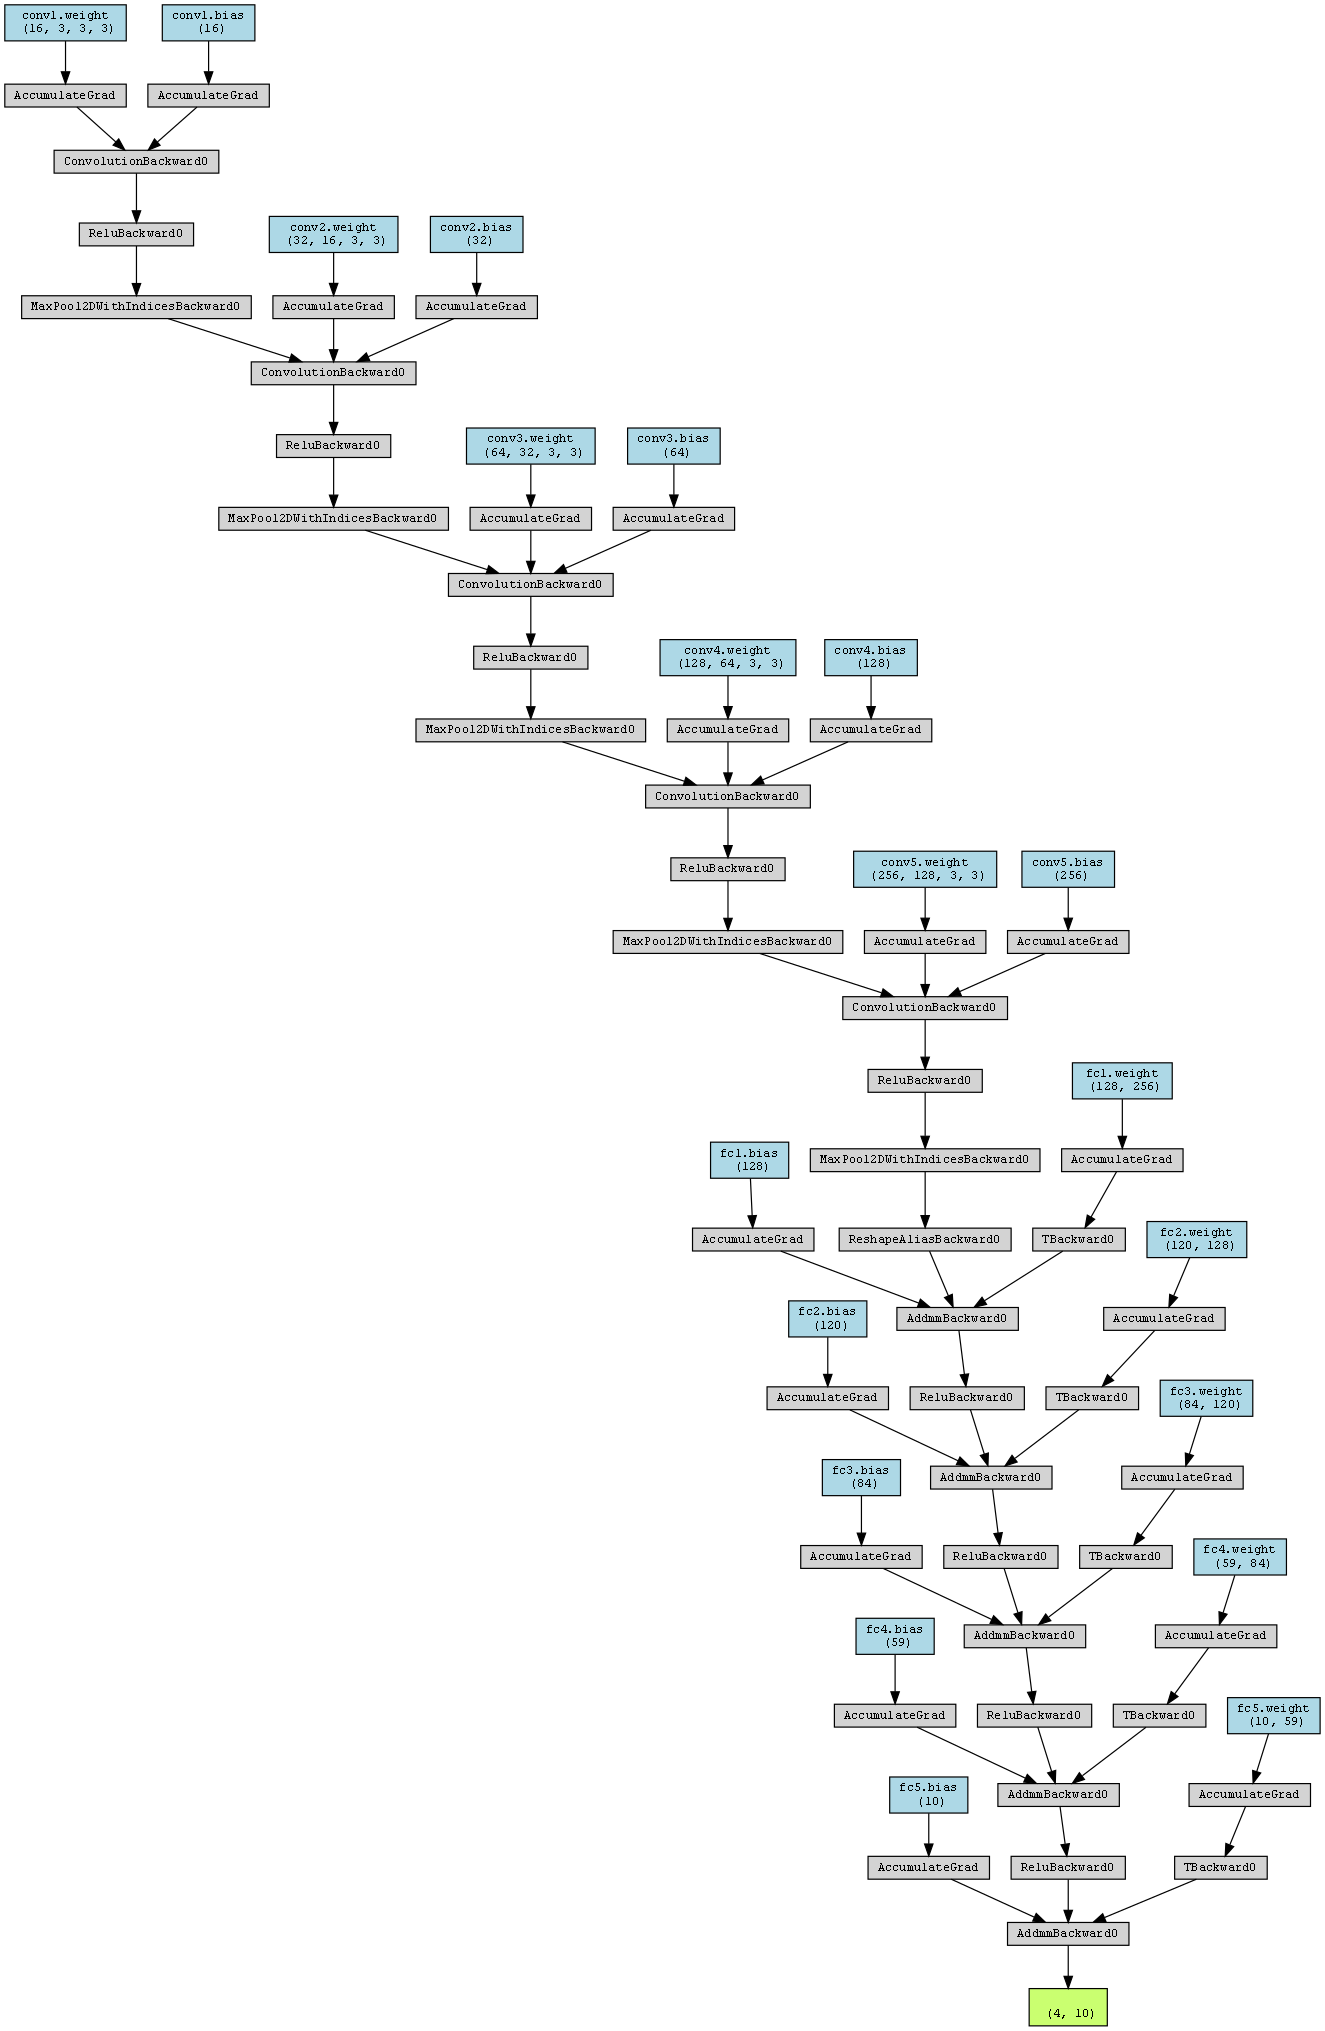 conv1.weight
(16, 3, 3, 3)
conv1.bias
(16)
AccumulateGrad
AccumulateGrad
ConvolutionBackward0
ReluBackward0
conv2.weight
(32, 16, 3, 3)
conv2.bias
(32)
MaxPool2DWithIndicesBackward0
AccumulateGrad
AccumulateGrad
ConvolutionBackward0
ReluBackward0
conv3.weight
(64, 32, 3, 3)
conv3.bias
(64)
MaxPool2DWithIndicesBackward0
AccumulateGrad
AccumulateGrad
ConvolutionBackward0
ReluBackward0
conv4.weight
(128, 64, 3, 3)
conv4.bias
(128)
MaxPool2DWithIndicesBackward0
AccumulateGrad
AccumulateGrad
ConvolutionBackward0
ReluBackward0
conv5.weight
(256, 128, 3, 3)
conv5.bias
(256)
MaxPool2DWithIndicesBackward0
AccumulateGrad
AccumulateGrad
ConvolutionBackward0
ReluBackward0
fc1.weight
(128, 256)
fc1.bias
(128)
MaxPool2DWithIndicesBackward0
AccumulateGrad
AccumulateGrad
ReshapeAliasBackward0
TBackward0
fc2.weight
(120, 128)
fc2.bias
(120)
AddmmBackward0
AccumulateGrad
AccumulateGrad
ReluBackward0
TBackward0
fc3.weight
(84, 120)
fc3.bias
(84)
AddmmBackward0
AccumulateGrad
AccumulateGrad
ReluBackward0
TBackward0
fc4.weight
(59, 84)
fc4.bias
(59)
AddmmBackward0
AccumulateGrad
AccumulateGrad
ReluBackward0
TBackward0
fc5.weight
(10, 59)
fc5.bias
(10)
AddmmBackward0
AccumulateGrad
AccumulateGrad
ReluBackward0
TBackward0
AddmmBackward0
(4, 10)